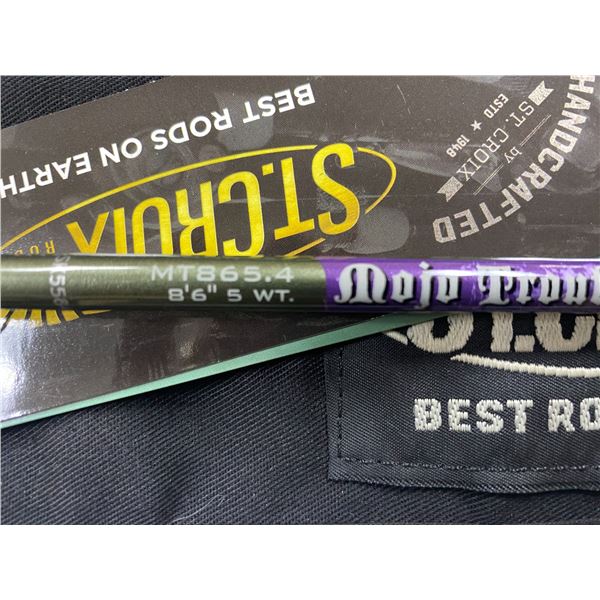 BEST RODS ON EARTH
ST.CROIX
HANDCRAFTED
by
ST. CROIX
ESTD 1948
MT865.4
8'6" 5 WT.
Mojo Trout
ST.C
BEST RO